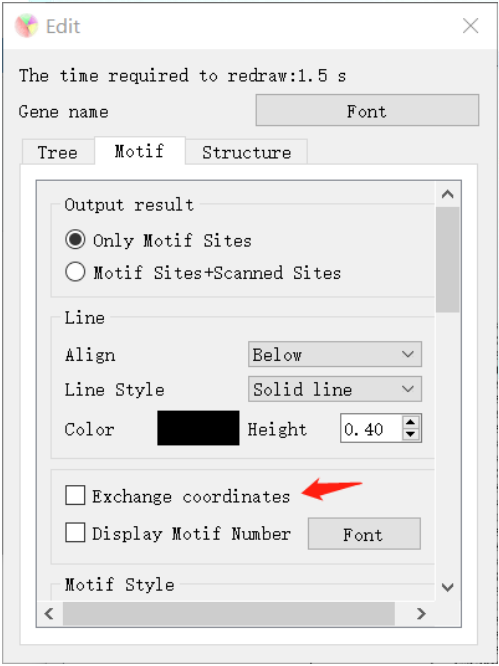 Edit
The time required to redraw:1.5 s
Gene name Font
Tree Motif Structure
Output result
Only Motif Sites
Motif Sites+Scanned Sites
Line
Align Below
Line Style Solid line
Color Height 0.40
Exchange coordinates
Display Motif Number Font
Motif Style